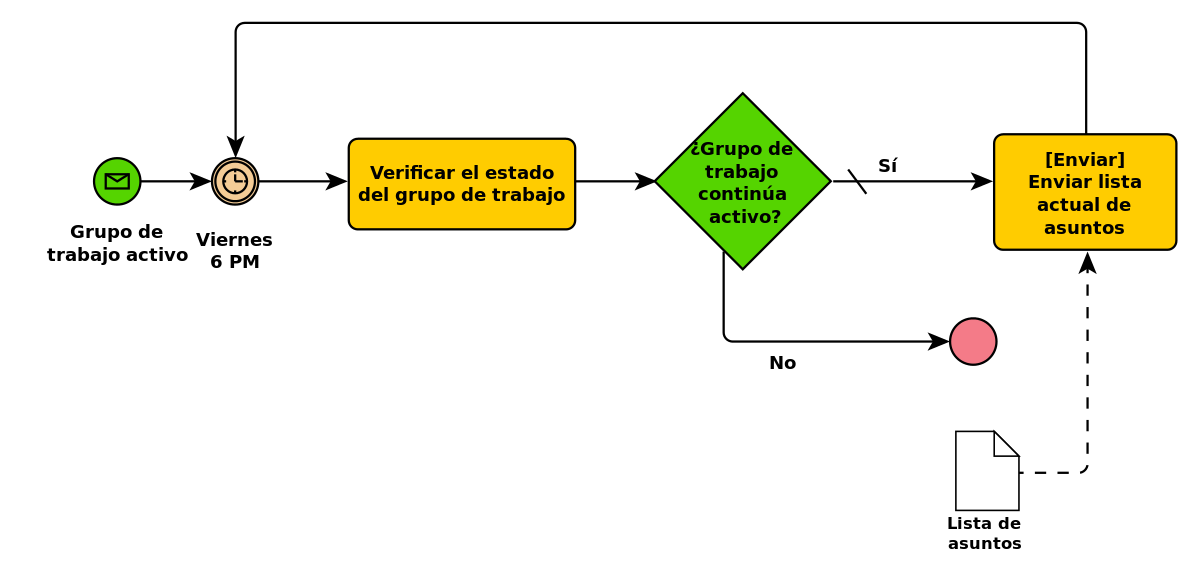 Grupo de
trabajo activo
Viernes
6 PM
Verificar el estado
del grupo de trabajo
¿Grupo de
trabajo
continúa
activo?
Sí
No
[Enviar]
Enviar lista
actual de
asuntos
Lista de
asuntos